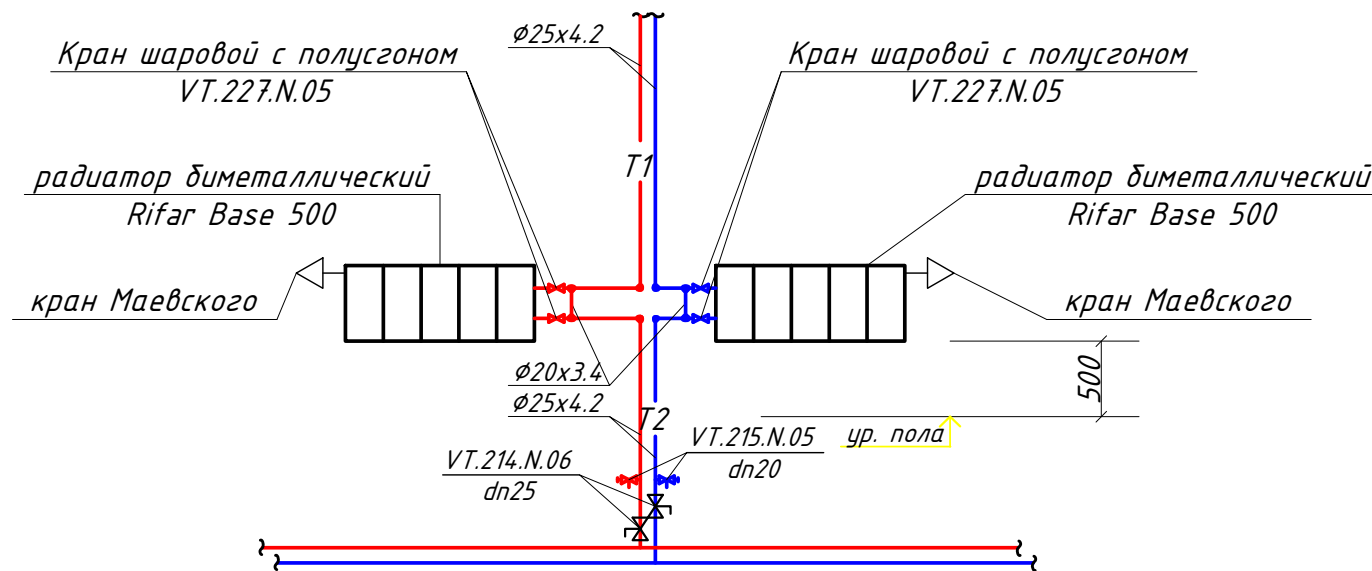 Ø25x4.2
Кран шаровой с полусгоном
VT.227.N.05
Кран шаровой с полусгоном
VT.227.N.05
T1
радиатор биметаллический
Rifar Base 500
радиатор биметаллический
Rifar Base 500
кран Маевского
кран Маевского
Ø20x3.4
500
Ø25x4.2
T2
ур. пола
VT.215.N.05
dn20
VT.214.N.06
dn25